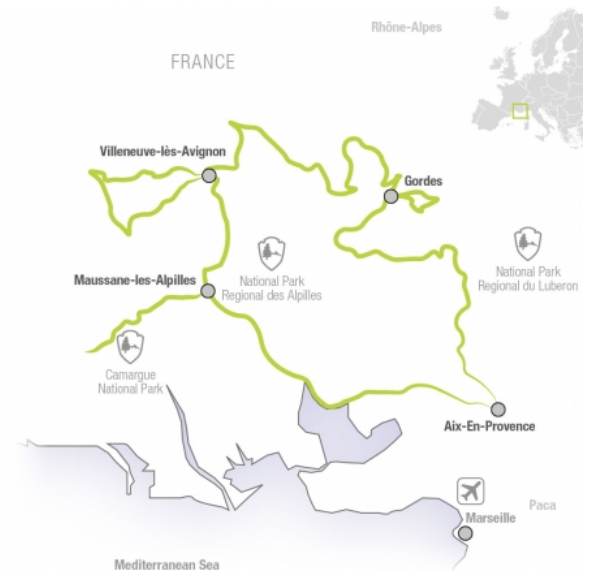 Rhône-Alpes
FRANCE
Villeneuve-lès-Avignon
Gordes
National Park
Regional du Luberon
Maussane-les-Alpilles
National Park
Regional des Alpilles
Camargue
National Park
Aix-En-Provence
Paca
Marseille
Mediterranean Sea